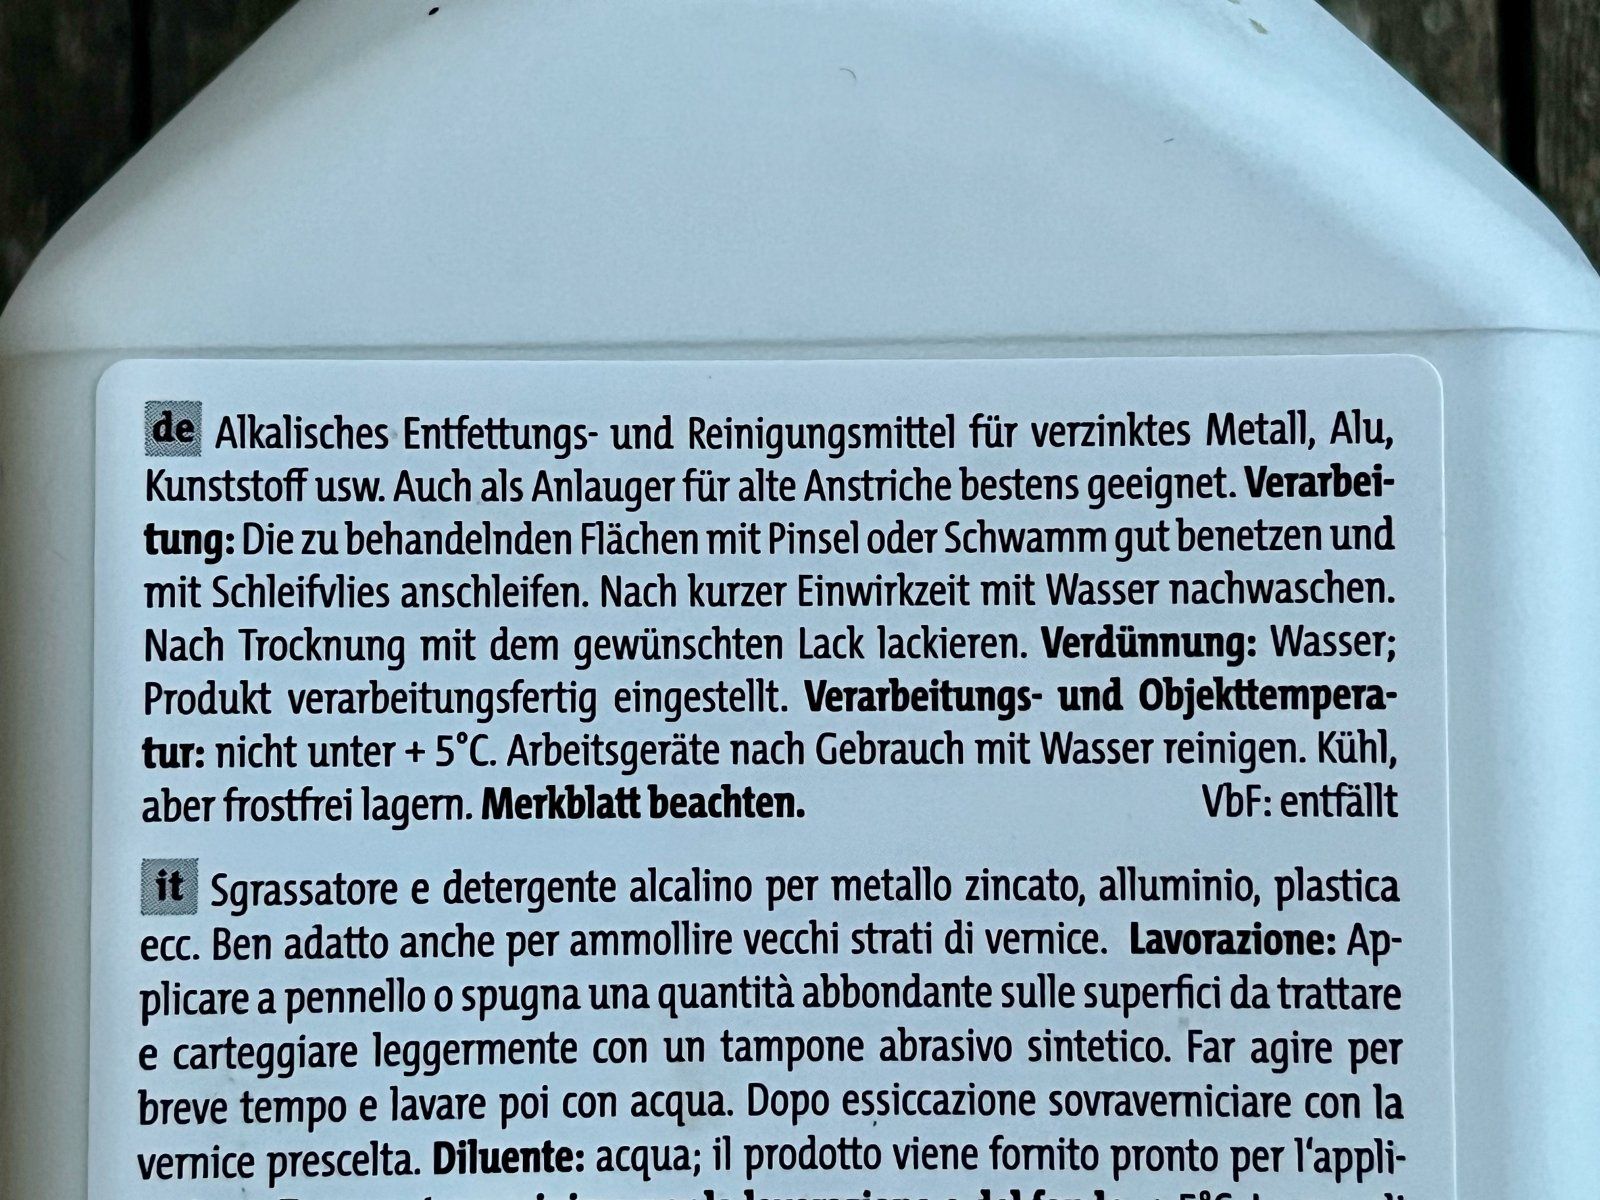 de Alkalisches Entfettungs- und Reinigungsmittel für verzinktes Metall, Alu,
Kunststoff usw. Auch als Anlauger für alte Anstriche bestens geeignet. Verarbei-
tung: Die zu behandelnden Flächen mit Pinsel oder Schwamm gut benetzen und
mit Schleifvlies anschleifen. Nach kurzer Einwirkzeit mit Wasser nachwaschen.
Nach Trocknung mit dem gewünschten Lack lackieren. Verdünnung: Wasser;
Produkt verarbeitungsfertig eingestellt. Verarbeitungs- und Objekttempera-
tur: nicht unter + 5°C. Arbeitsgeräte nach Gebrauch mit Wasser reinigen. Kühl,
aber frostfrei lagern. Merkblatt beachten. VbF: entfällt
it Sgrassatore e detergente alcalino per metallo zincato, alluminio, plastica
ecc. Ben adatto anche per ammollire vecchi strati di vernice. Lavorazione: Ap-
plicare a pennello o spugna una quantità abbondante sulle superfici da trattare
e carteggiare leggermente con un tampone abrasivo sintetico. Far agire per
breve tempo e lavare poi con acqua. Dopo essiccazione sovraverniciare con la
vernice prescelta. Diluente: acqua; il prodotto viene fornito pronto per l'appli-